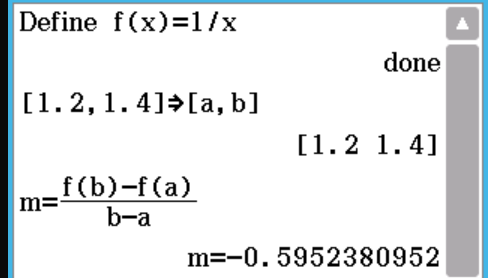 Define f(x)=1/x
done
[1.2,1.4]⇒[a,b]
[1.2 1.4]
m=(f(b)−f(a))/(b−a)
m=−0.5952380952